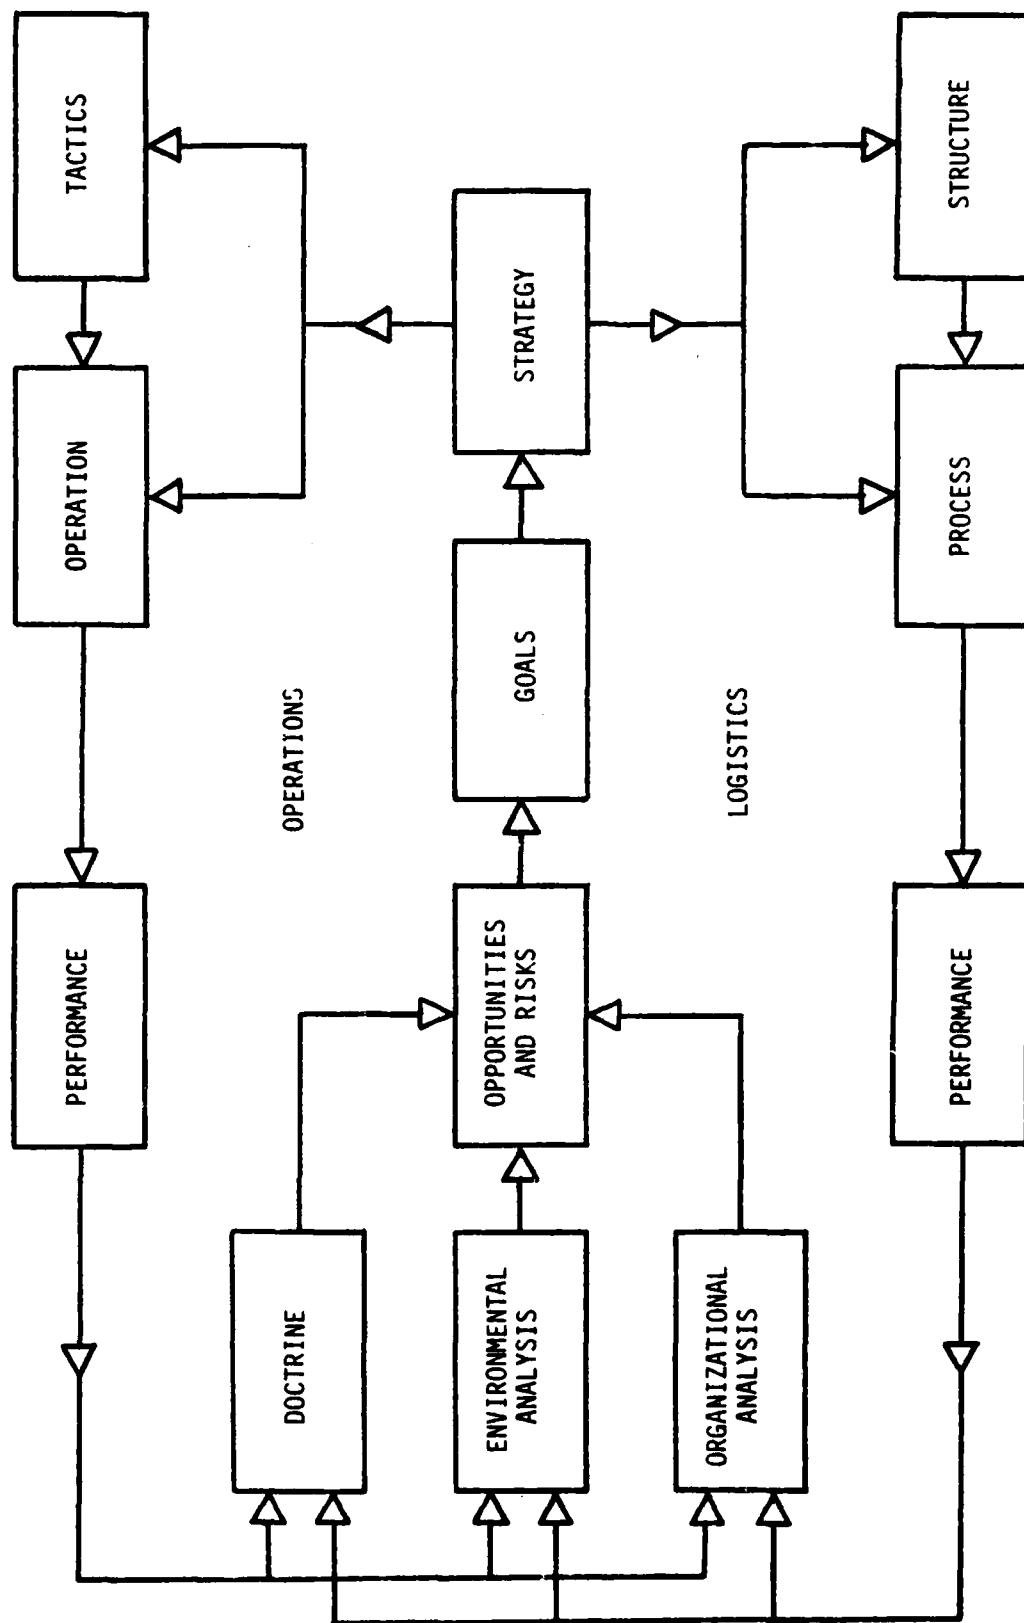 PERFORMANCE
OPERATION
TACTICS
DOCTRINE
OPERATIONS
ENVIRONMENTAL
ANALYSIS
OPPORTUNITIES
AND RISKS
GOALS
STRATEGY
ORGANIZATIONAL
ANALYSIS
LOGISTICS
PERFORMANCE
PROCESS
STRUCTURE